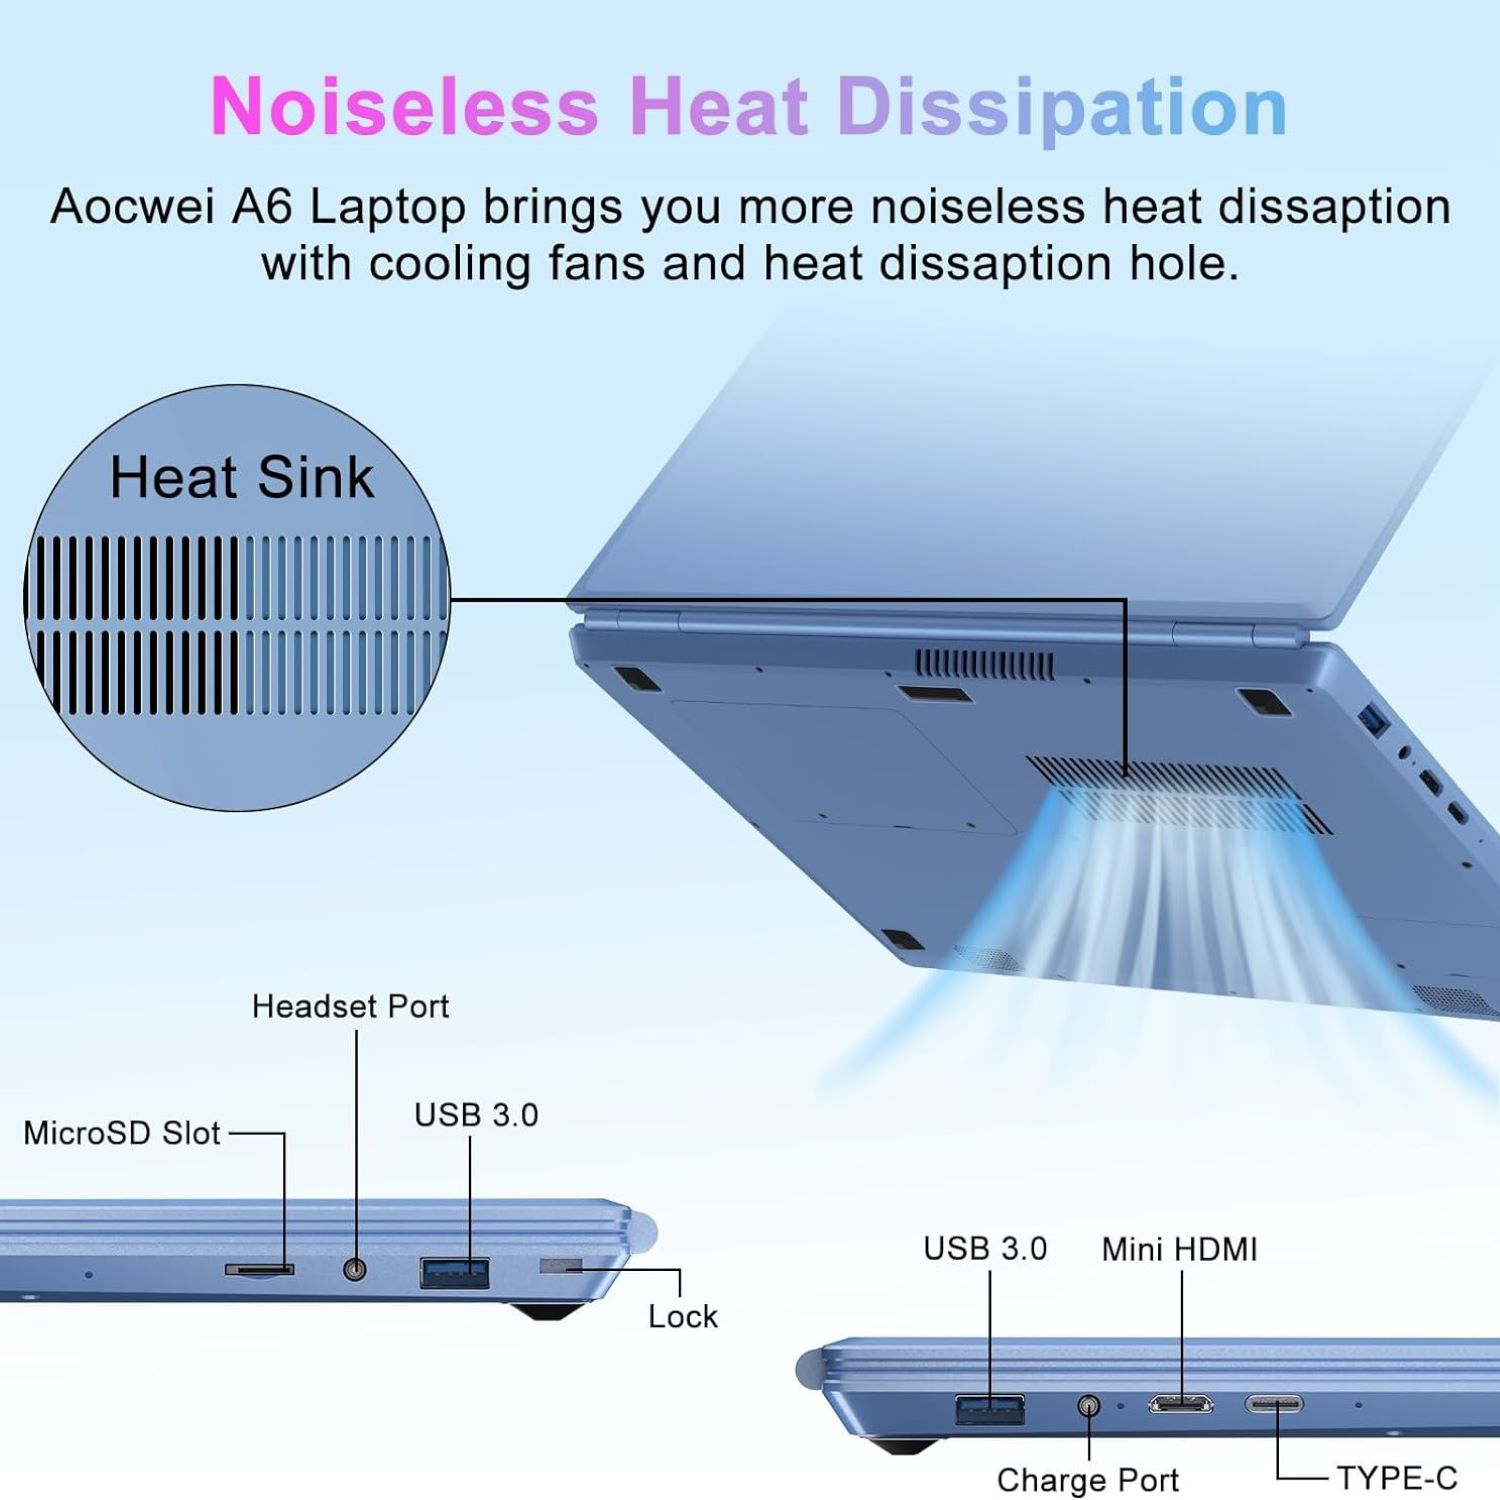 Noiseless Heat Dissipation
Aocwei A6 Laptop brings you more noiseless heat dissaption
with cooling fans and heat dissaption hole.
Heat Sink
Headset Port
MicroSD Slot
USB 3.0
Lock
USB 3.0
Mini HDMI
Charge Port
TYPE-C